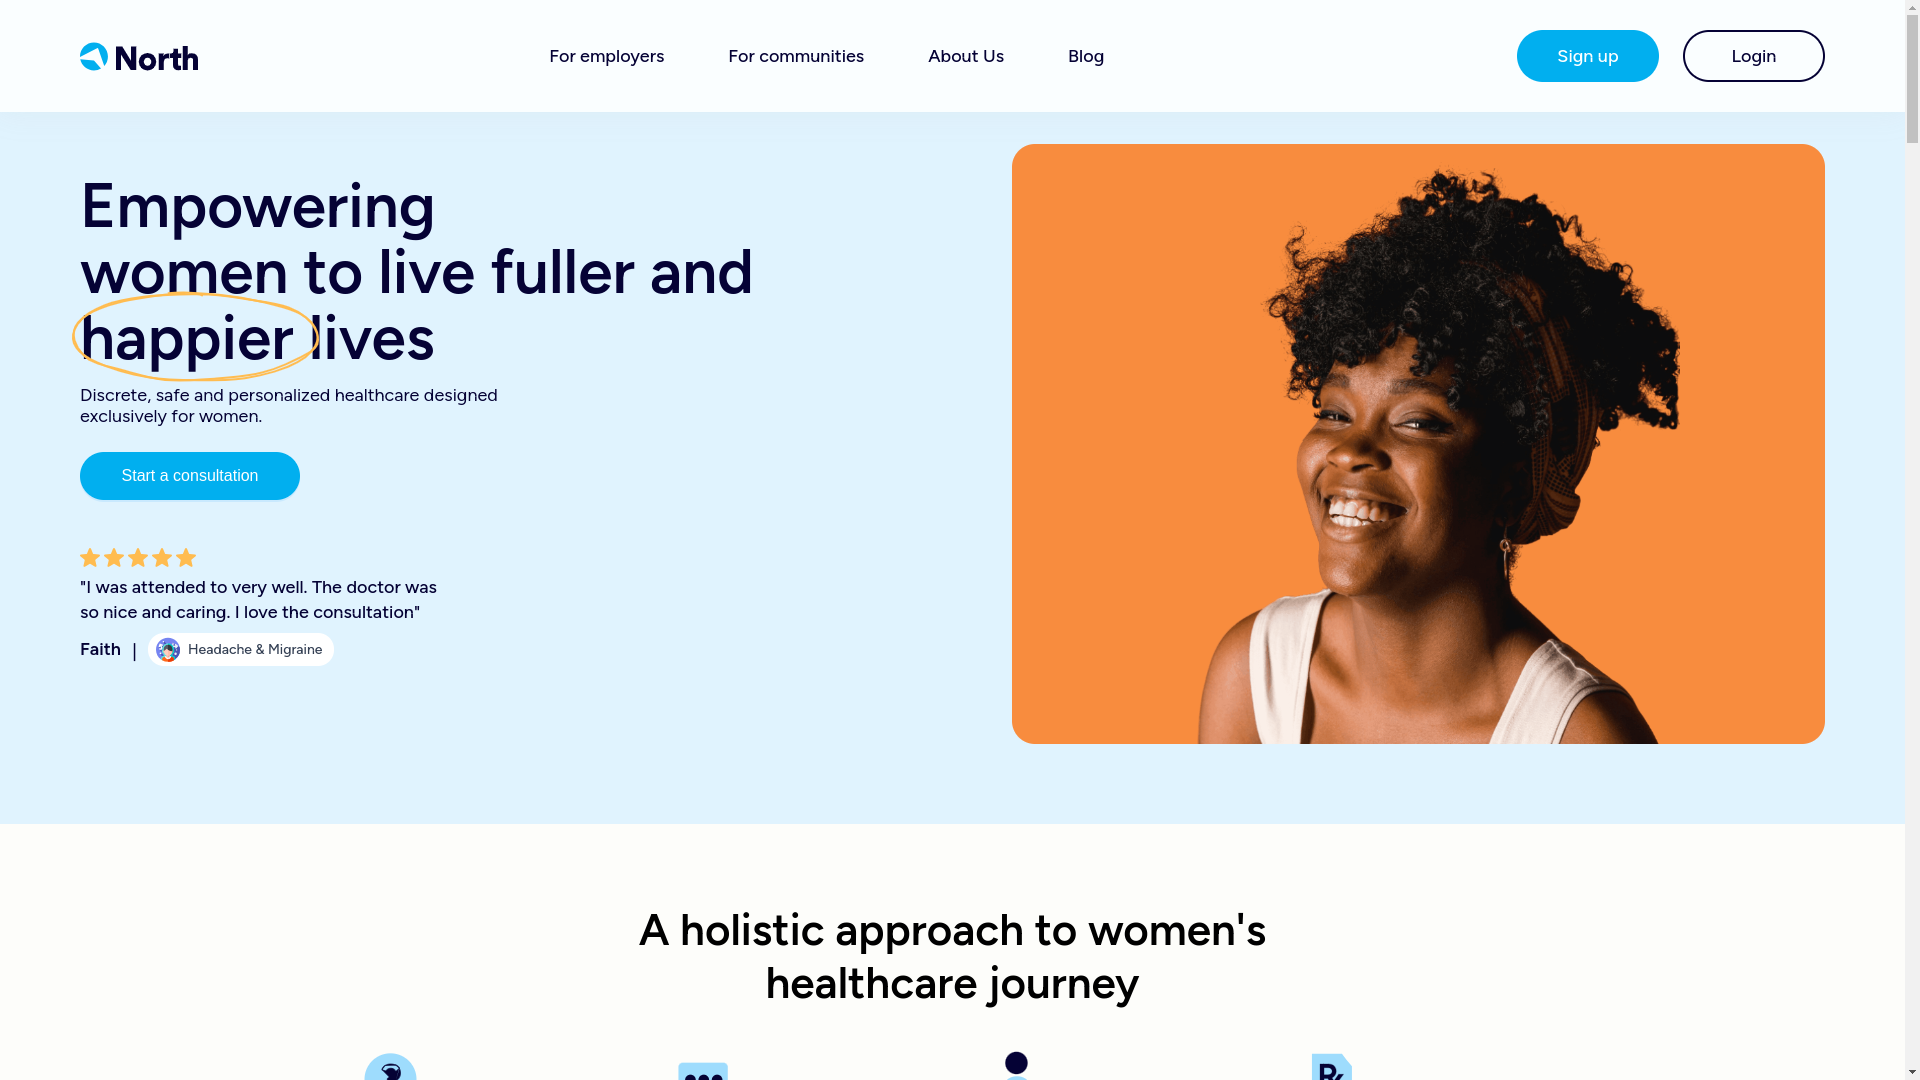 North
For employers
For communities
About Us
Blog
Sign up
Login
Empowering
women to live fuller and
happier lives
Discrete, safe and personalized healthcare designed
exclusively for women.
Start a consultation
"I was attended to very well. The doctor was
so nice and caring. I love the consultation"
Faith | Headache & Migraine
A holistic approach to women's
healthcare journey